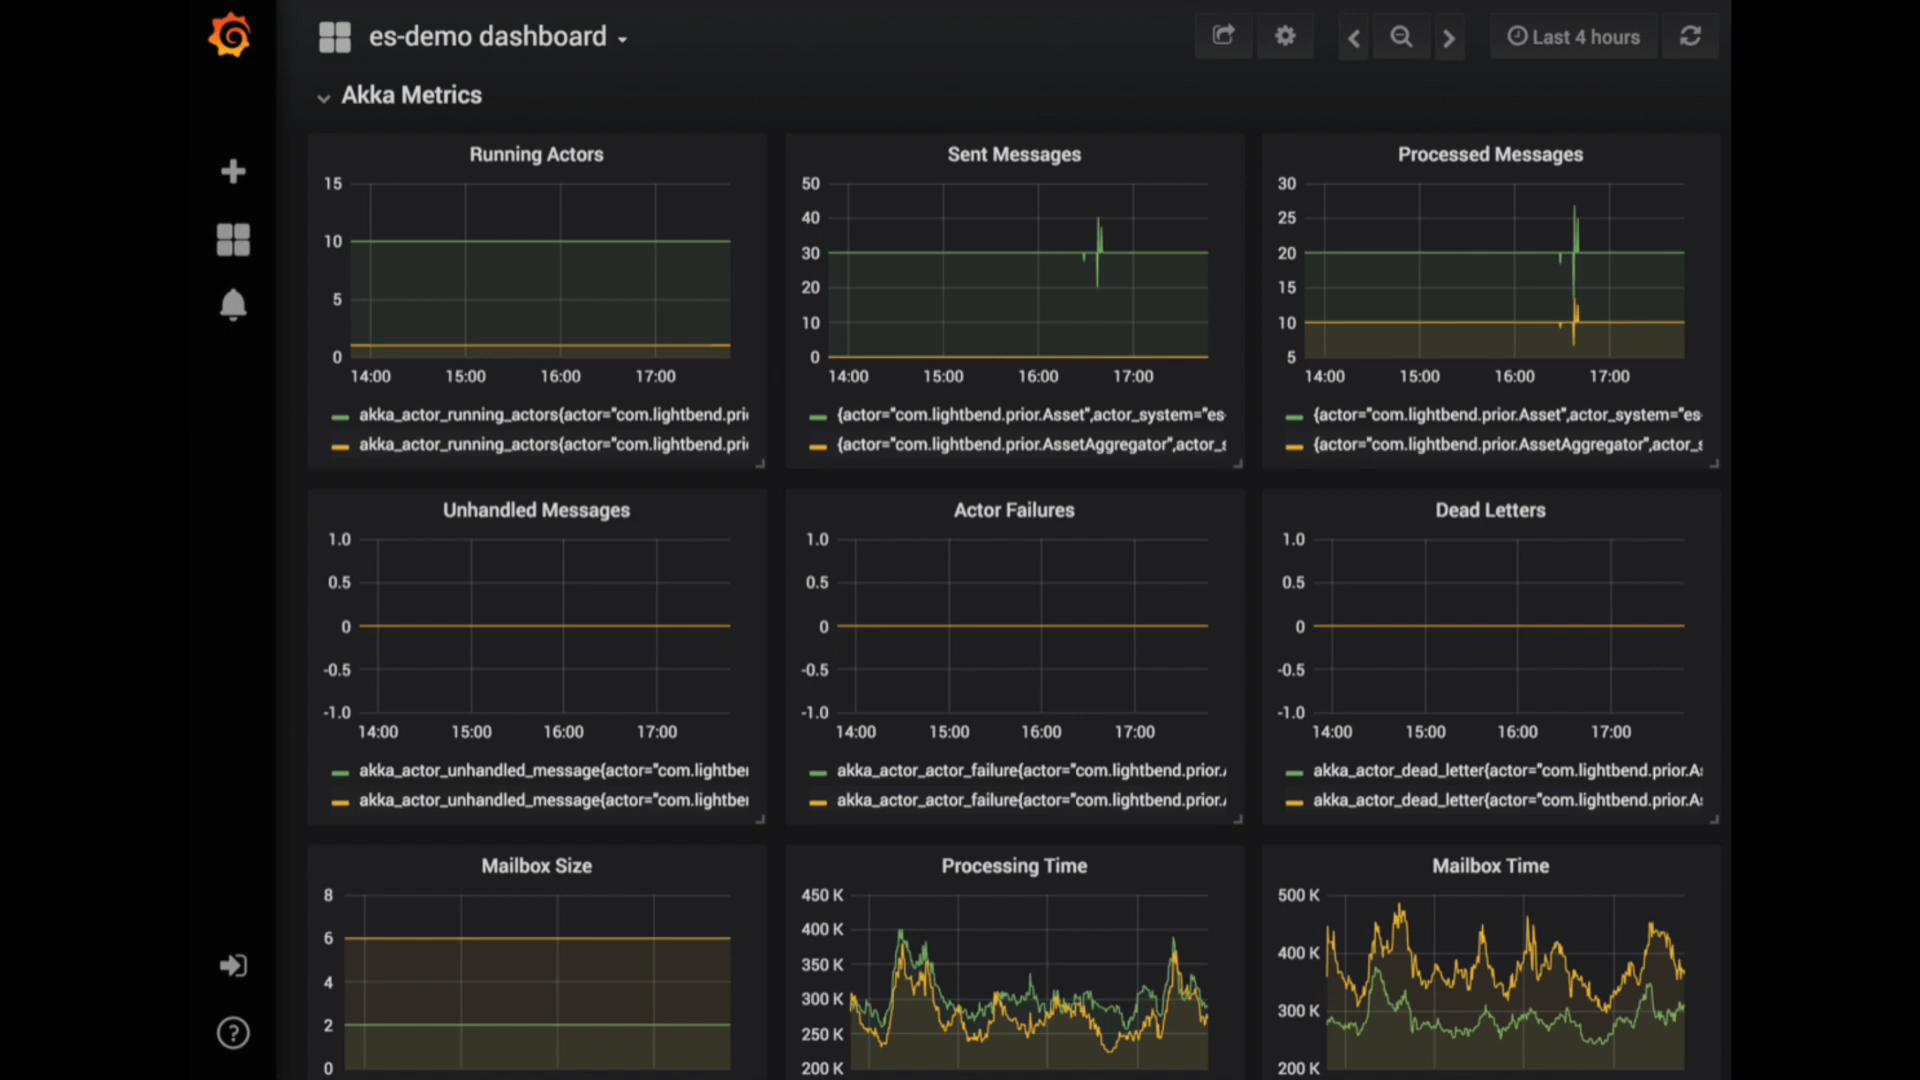 es-demo dashboard
Last 4 hours
Akka Metrics
Running Actors
15
10
5
0
14:00 15:00 16:00 17:00
akka_actor_running_actors{actor="com.lightbend.pri
akka_actor_running_actors{actor="com.lightbend.pri
Sent Messages
50
40
30
20
10
0
14:00 15:00 16:00 17:00
{actor="com.lightbend.prior.Asset",actor_system="es
{actor="com.lightbend.prior.AssetAggregator",actor_s
Processed Messages
30
25
20
15
10
5
14:00 15:00 16:00 17:00
{actor="com.lightbend.prior.Asset",actor_system="es
{actor="com.lightbend.prior.AssetAggregator",actor_s
Unhandled Messages
1.0
0.5
0
-0.5
-1.0
14:00 15:00 16:00 17:00
akka_actor_unhandled_message{actor="com.lightbe
akka_actor_unhandled_message{actor="com.lightbe
Actor Failures
1.0
0.5
0
-0.5
-1.0
14:00 15:00 16:00 17:00
akka_actor_actor_failure{actor="com.lightbend.prior.
akka_actor_actor_failure{actor="com.lightbend.prior.
Dead Letters
1.0
0.5
0
-0.5
-1.0
14:00 15:00 16:00 17:00
akka_actor_dead_letter{actor="com.lightbend.prior.As
akka_actor_dead_letter{actor="com.lightbend.prior.As
Mailbox Size
8
6
4
2
0
Processing Time
450 K
400 K
350 K
300 K
250 K
200 K
Mailbox Time
500 K
400 K
300 K
200 K